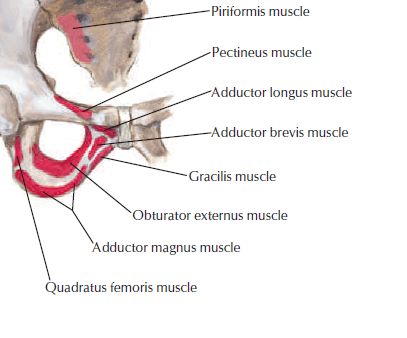 Piriformis muscle
Pectineus muscle
Adductor longus muscle
Adductor brevis muscle
Gracilis muscle
Obturator externus muscle
Adductor magnus muscle
Quadratus femoris muscle